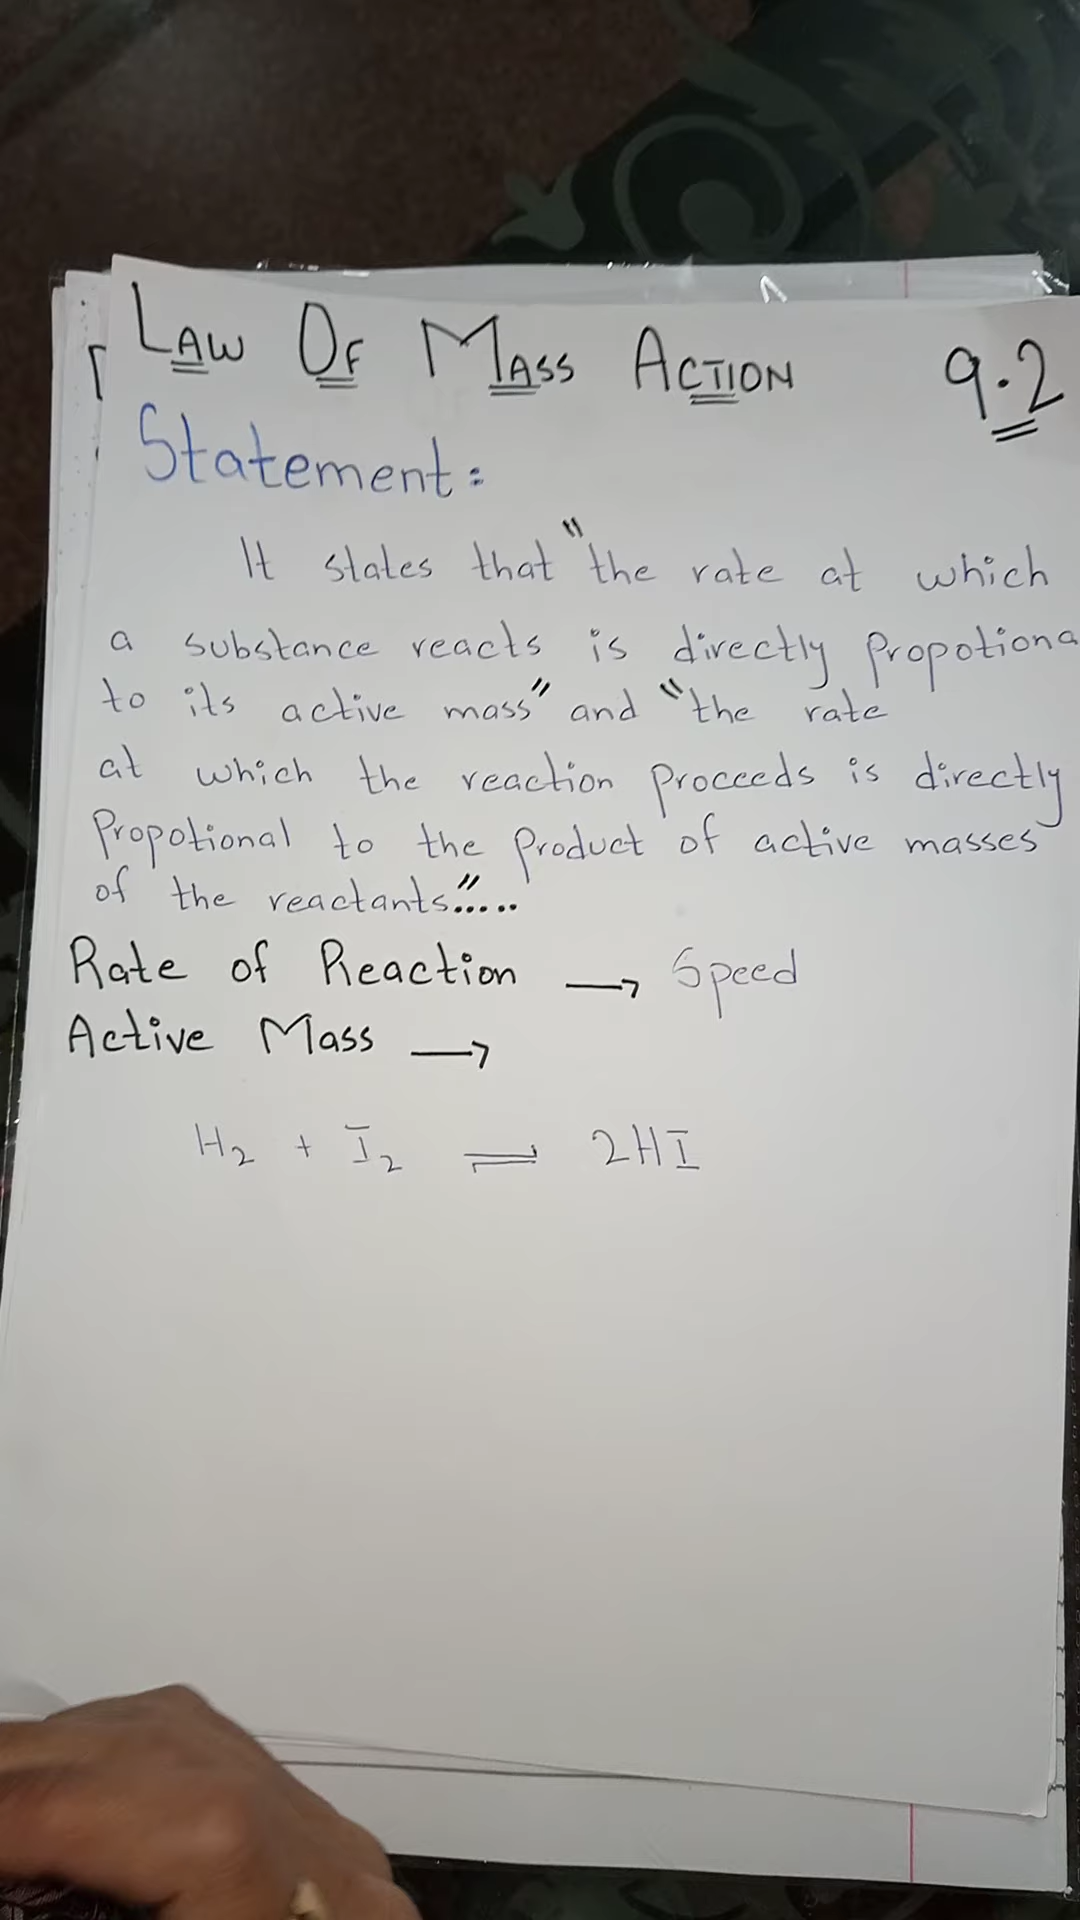 LAW OF MASS ACTION 9.2
Statement:
It states that "the rate at which
a substance reacts is directly propotiona
to its active mass" and "the rate
at which the reaction proceeds is directly
Propotional to the product of active masses
of the reactants".....
Rate of Reaction → Speed
Active Mass →
H₂ + I₂ ⇌ 2HI